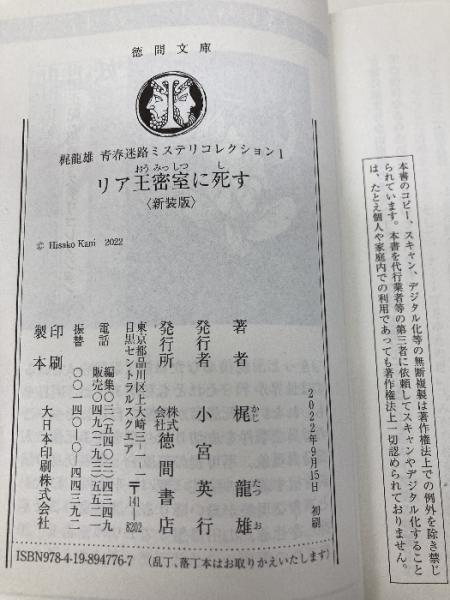 徳間文庫
梶龍雄 青春迷路ミステリコレクション1
おうみっしつ し
リア王密室に死す
〈新装版〉
© Hisako Kani 2022
2022年9月15日 初刷
著者 梶龍雄
かじ たつ お
発行者 小宮英行
発行所 株式会社徳間書店
東京都品川区上大崎三-一-一
目黒セントラルスクエア 〒141-8202
電話 編集〇三(五四〇三)四三四九
販売〇四九(二九三)五五二一
振替 〇〇一四〇-〇-四四三九二
印刷
製本 大日本印刷株式会社
ISBN978-4-19-894776-7 (乱丁、落丁本はお取りかえいたします)
本書のコピー、スキャン、デジタル化等の無断複製は著作権法上での例外を除き禁じ
られています。本書を代行業者等の第三者に依頼してスキャンやデジタル化すること
は、たとえ個人や家庭内での利用であっても著作権法上一切認められておりません。